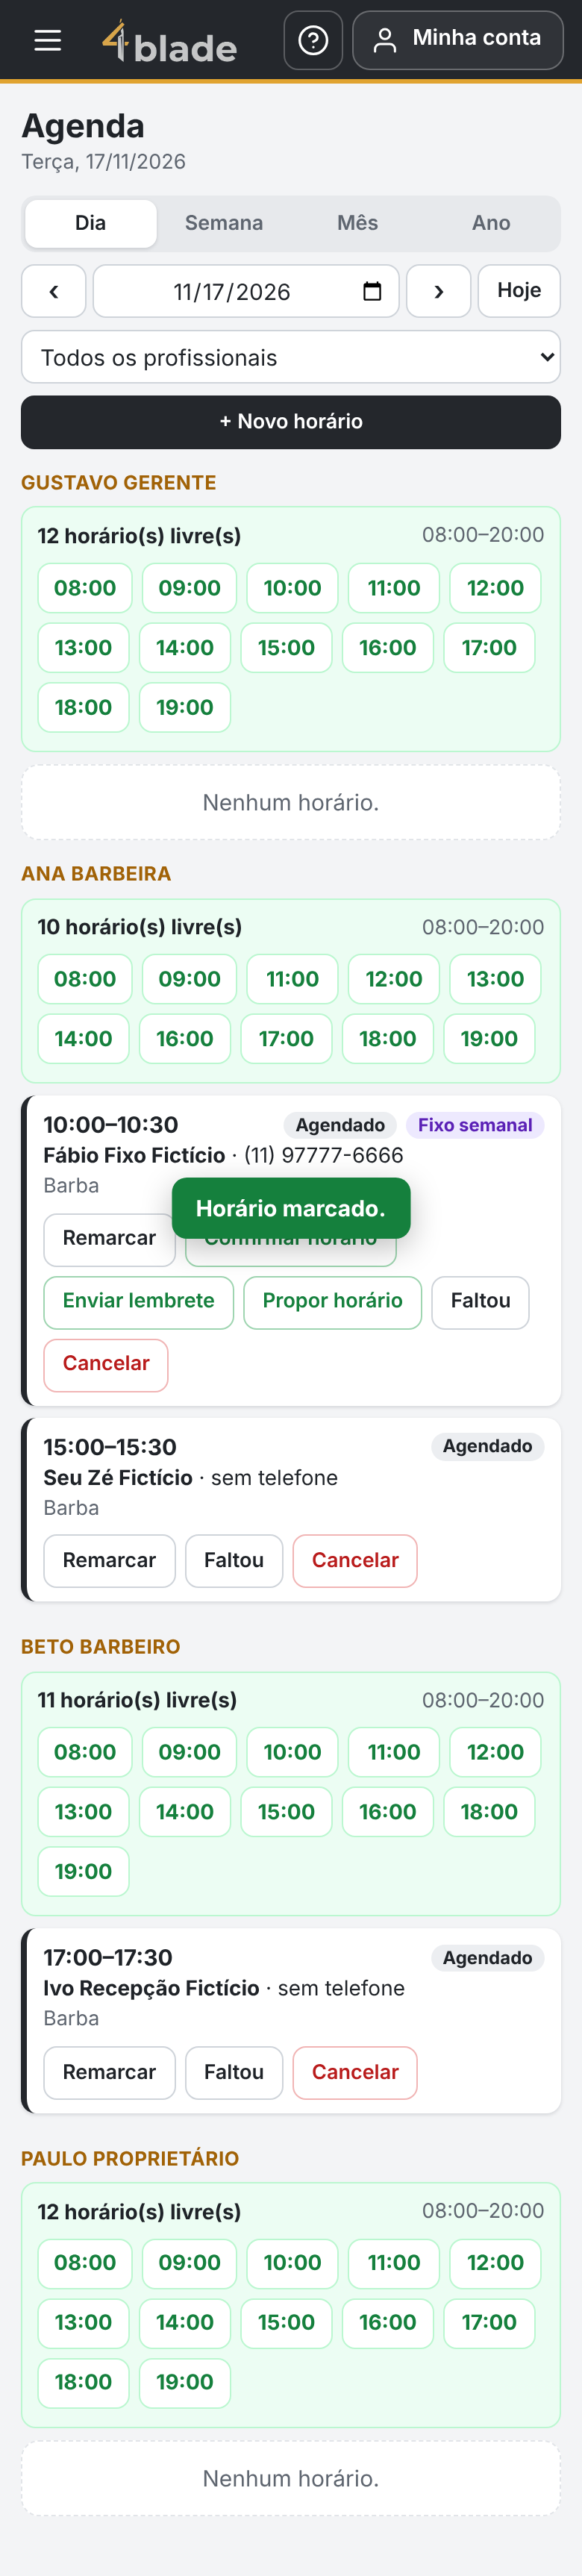 4blade
Minha conta
Agenda
Terça, 17/11/2026
Dia Semana Mês Ano
‹ 11/17/2026 › Hoje
Todos os profissionais
+ Novo horário
GUSTAVO GERENTE
12 horário(s) livre(s) 08:00–20:00
08:00 09:00 10:00 11:00 12:00
13:00 14:00 15:00 16:00 17:00
18:00 19:00
Nenhum horário.
ANA BARBEIRA
10 horário(s) livre(s) 08:00–20:00
08:00 09:00 11:00 12:00 13:00
14:00 16:00 17:00 18:00 19:00
10:00–10:30 Agendado Fixo semanal
Fábio Fixo Fictício · (11) 97777-6666
Barba
Horário marcado.
Remarcar Confirmar horário
Enviar lembrete Propor horário Faltou
Cancelar
15:00–15:30 Agendado
Seu Zé Fictício · sem telefone
Barba
Remarcar Faltou Cancelar
BETO BARBEIRO
11 horário(s) livre(s) 08:00–20:00
08:00 09:00 10:00 11:00 12:00
13:00 14:00 15:00 16:00 18:00
19:00
17:00–17:30 Agendado
Ivo Recepção Fictício · sem telefone
Barba
Remarcar Faltou Cancelar
PAULO PROPRIETÁRIO
12 horário(s) livre(s) 08:00–20:00
08:00 09:00 10:00 11:00 12:00
13:00 14:00 15:00 16:00 17:00
18:00 19:00
Nenhum horário.